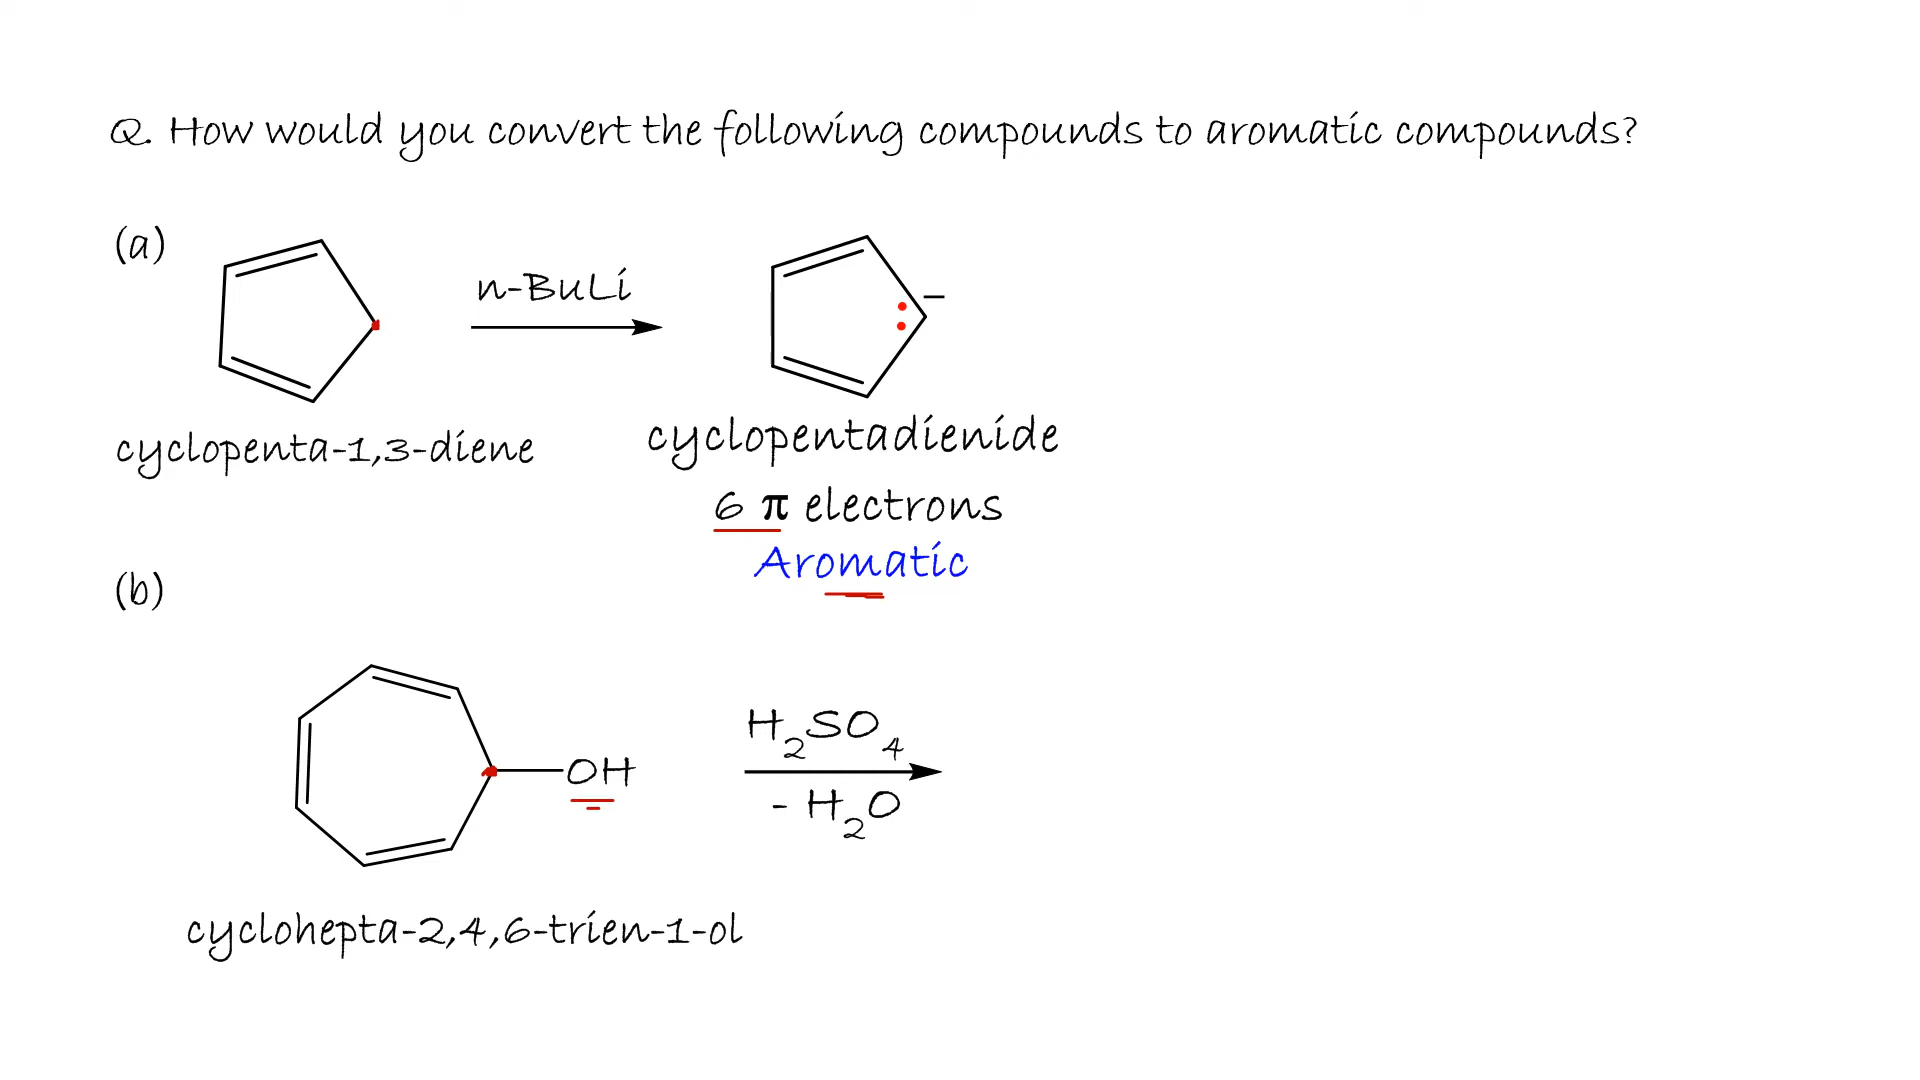 Q. How would you convert the following compounds to aromatic compounds?
(a)
n-BuLi
–
cyclopenta-1,3-diene
cyclopentadienide
6 π electrons
Aromatic
(b)
OH
H₂SO₄
- H₂O
cyclohepta-2,4,6-trien-1-ol